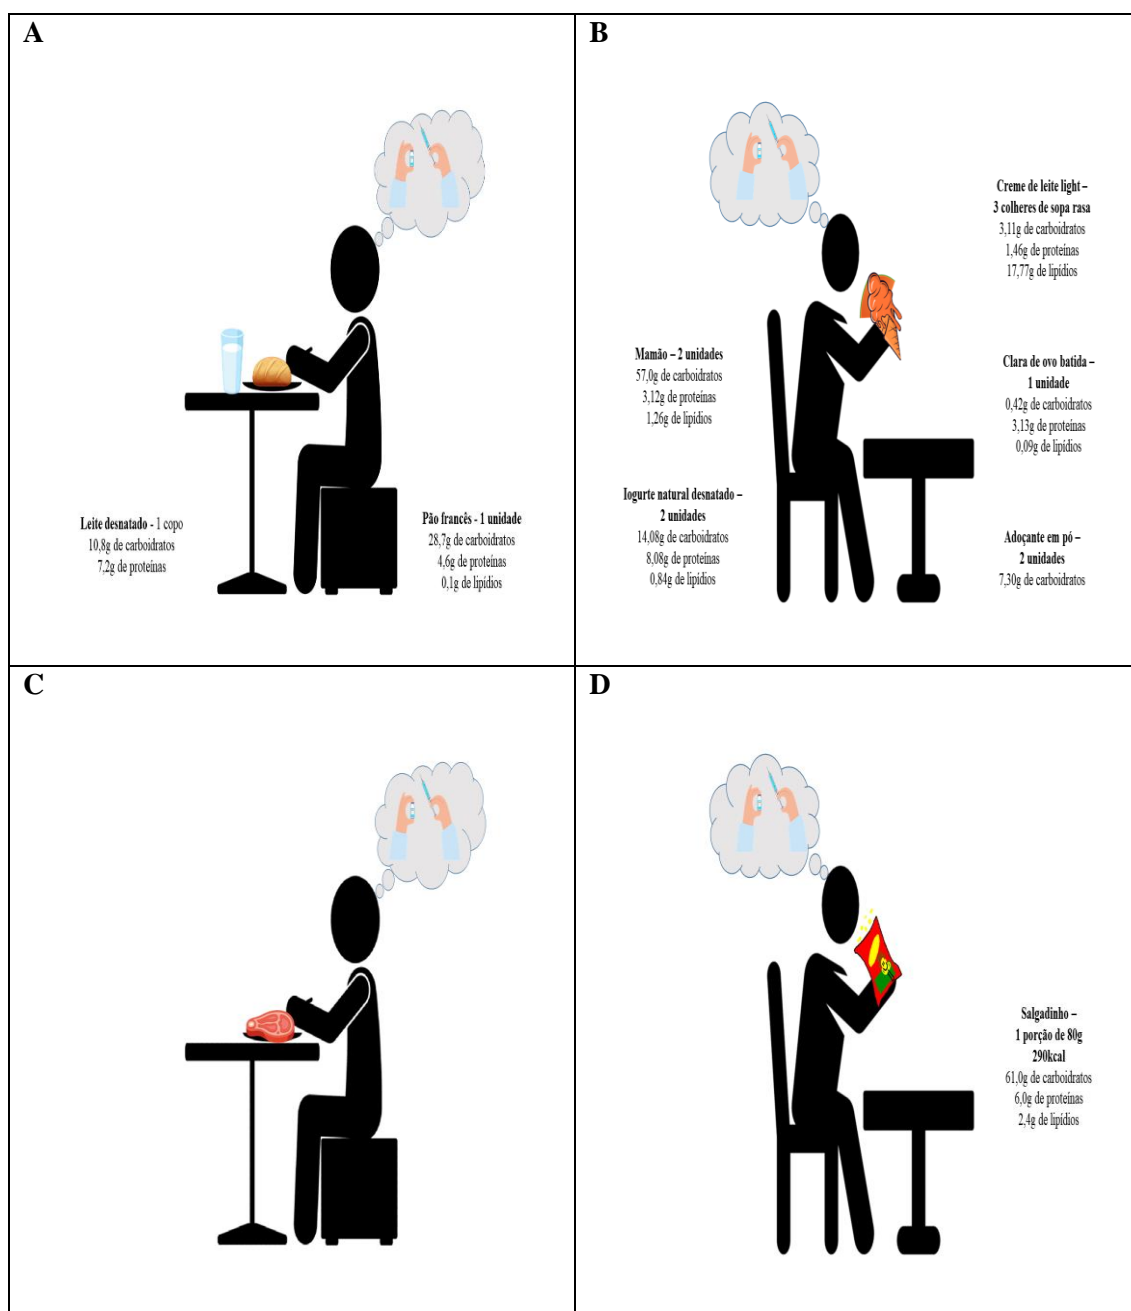 A
Leite desnatado - 1 copo
10,8g de carboidratos
7,2g de proteínas
Pão francês - 1 unidade
28,7g de carboidratos
4,6g de proteínas
0,1g de lipídios
B
Creme de leite light –
3 colheres de sopa rasa
3,11g de carboidratos
1,46g de proteínas
17,77g de lipídios
Mamão – 2 unidades
57,0g de carboidratos
3,12g de proteínas
1,26g de lipídios
Clara de ovo batida –
1 unidade
0,42g de carboidratos
3,13g de proteínas
0,09g de lipídios
Iogurte natural desnatado –
2 unidades
14,08g de carboidratos
8,08g de proteínas
0,84g de lipídios
Adoçante em pó –
2 unidades
7,30g de carboidratos
C
D
Salgadinho –
1 porção de 80g
290kcal
61,0g de carboidratos
6,0g de proteínas
2,4g de lipídios